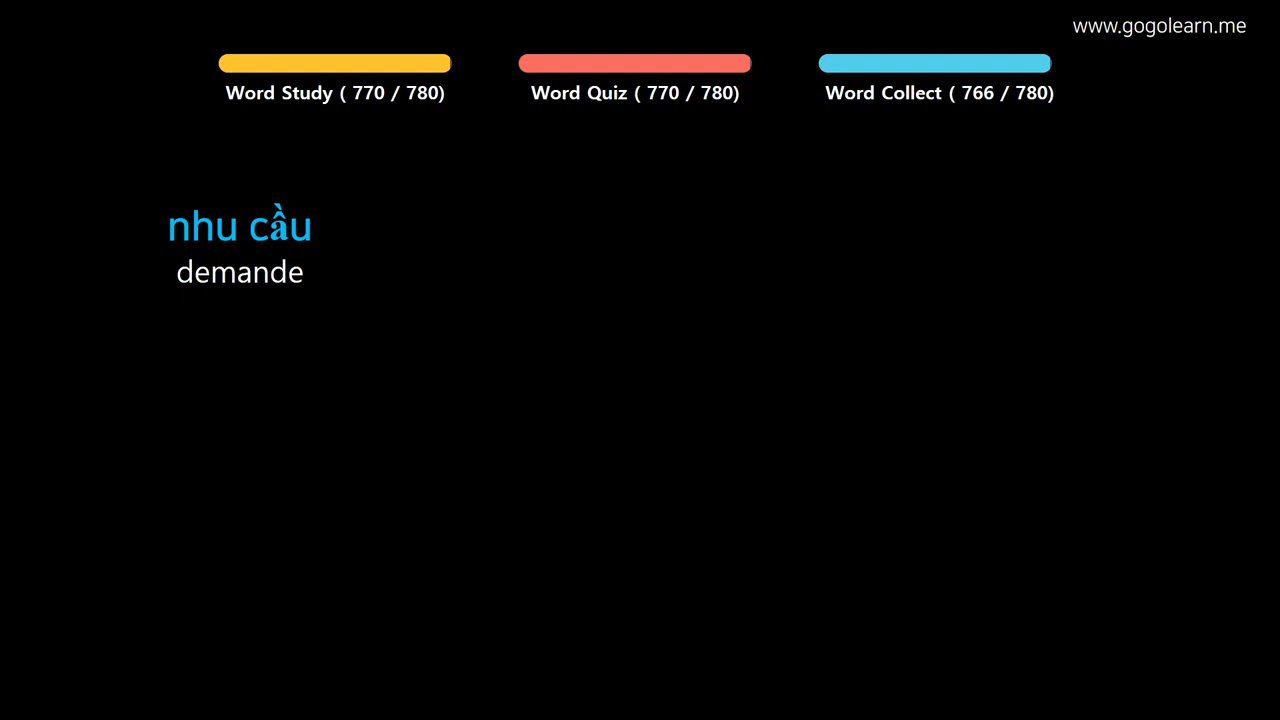 www.gogolearn.me
Word Study ( 770 / 780)
Word Quiz ( 770 / 780)
Word Collect ( 766 / 780)
nhu cầu
demande